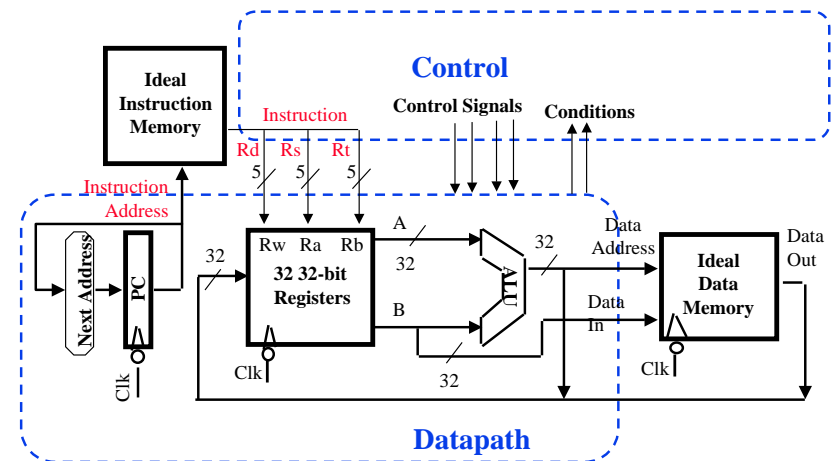 Control
Ideal
Instruction
Memory
Control Signals
Conditions
Instruction
Rd Rs Rt
5 5 5
Instruction
Address
Next Address
PC
Clk
32
Rw Ra Rb
32 32-bit
Registers
Clk
A
32
B
32
ALU
32
Data
Address
Data
In
Ideal
Data
Memory
Clk
Data
Out
Datapath